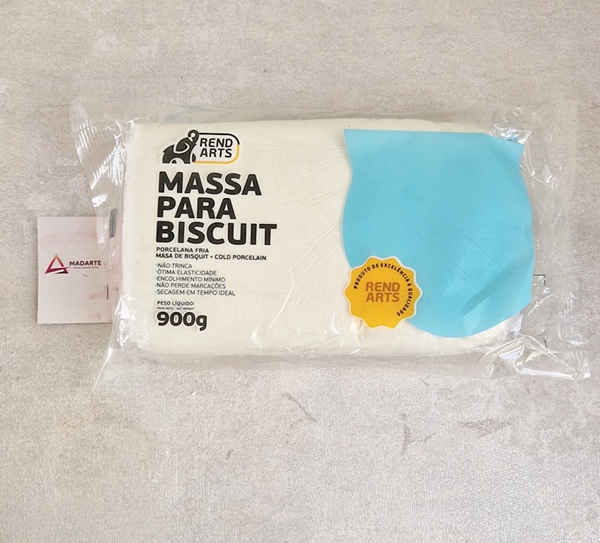 REND
ARTS
MASSA
PARA
BISCUIT
PORCELANA FRIA
MASA DE BISQUIT • COLD PORCELAIN
·NÃO TRINCA
·ÓTIMA ELASTICIDADE
·ENCOLHIMENTO MÍNIMO
·NÃO PERDE MARCAÇÕES
·SECAGEM EM TEMPO IDEAL
PESO LÍQUIDO:
900g
PRODUTO DE EXCELÊNCIA E QUALIDADE
REND
ARTS
MADARTE